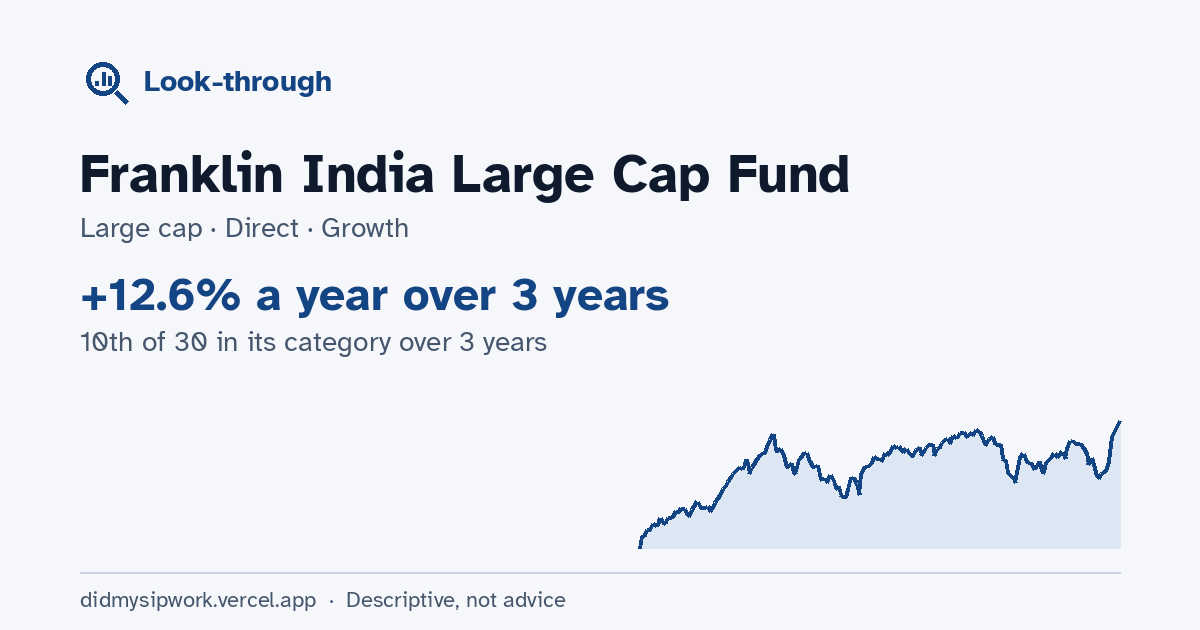 Look-through
Franklin India Large Cap Fund
Large cap · Direct · Growth
+12.6% a year over 3 years
10th of 30 in its category over 3 years
didmysipwork.vercel.app · Descriptive, not advice